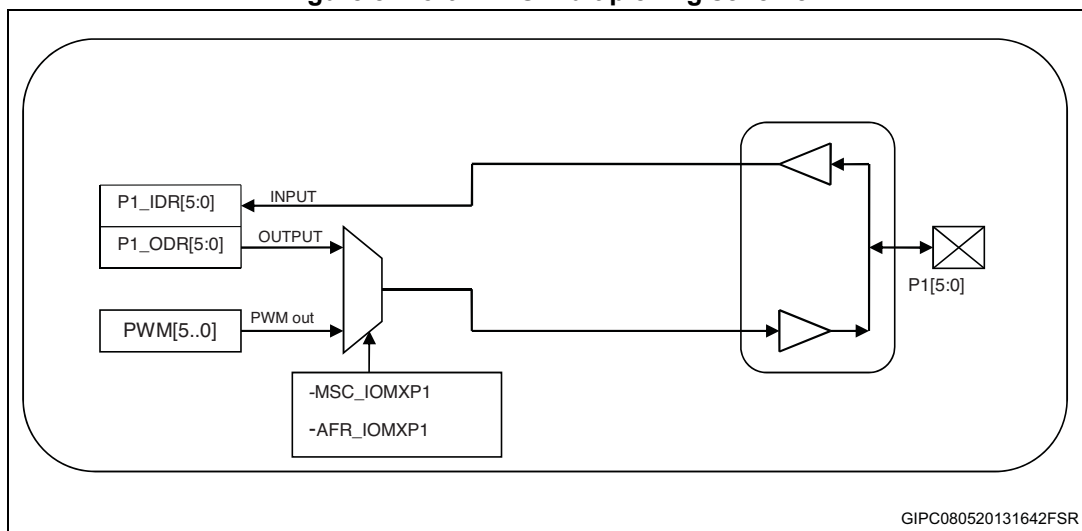 P1_IDR[5:0]
INPUT
P1_ODR[5:0]
OUTPUT
P1[5:0]
PWM[5..0]
PWM out
-MSC_IOMXP1
-AFR_IOMXP1
GIPC080520131642FSR